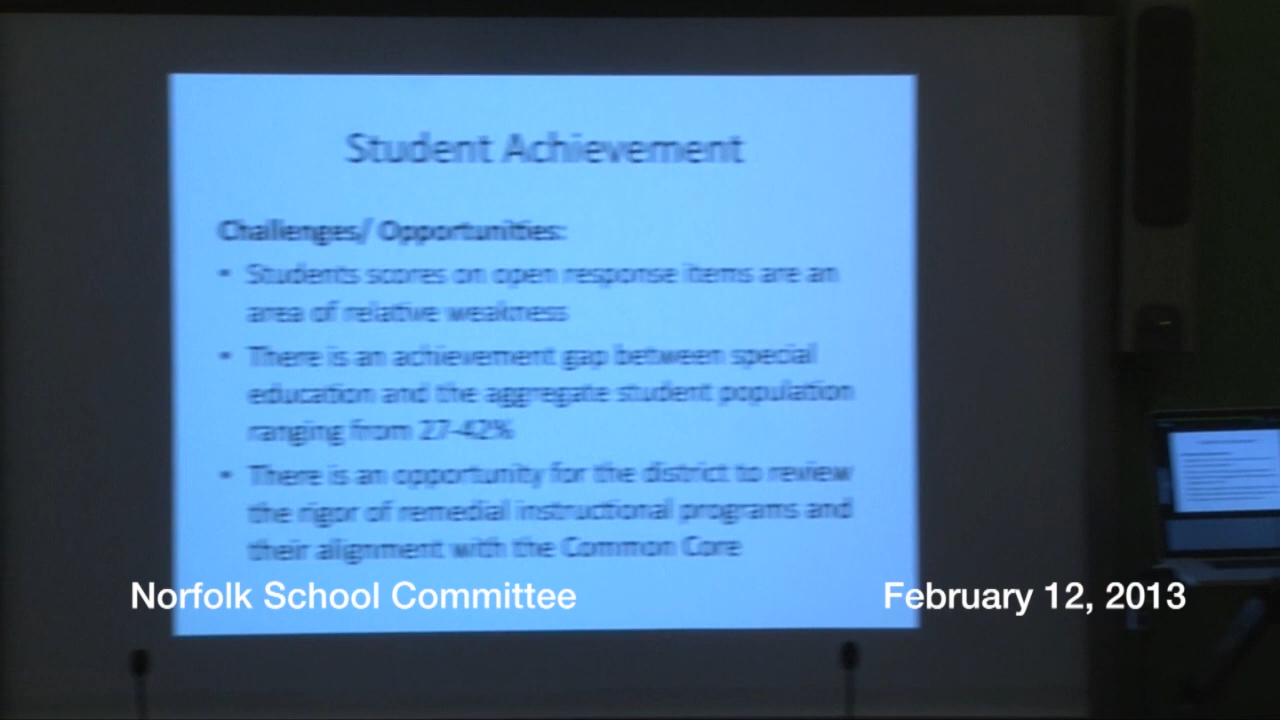 Student Achievement
Challenges/ Opportunities:
• Students scores on open response items are an
area of relative weakness
• There is an achievement gap between special
education and the aggregate student population
ranging from 27-42%
• There is an opportunity for the district to review
the rigor of remedial instructional programs and
their alignment with the Common Core
Norfolk School Committee
February 12, 2013